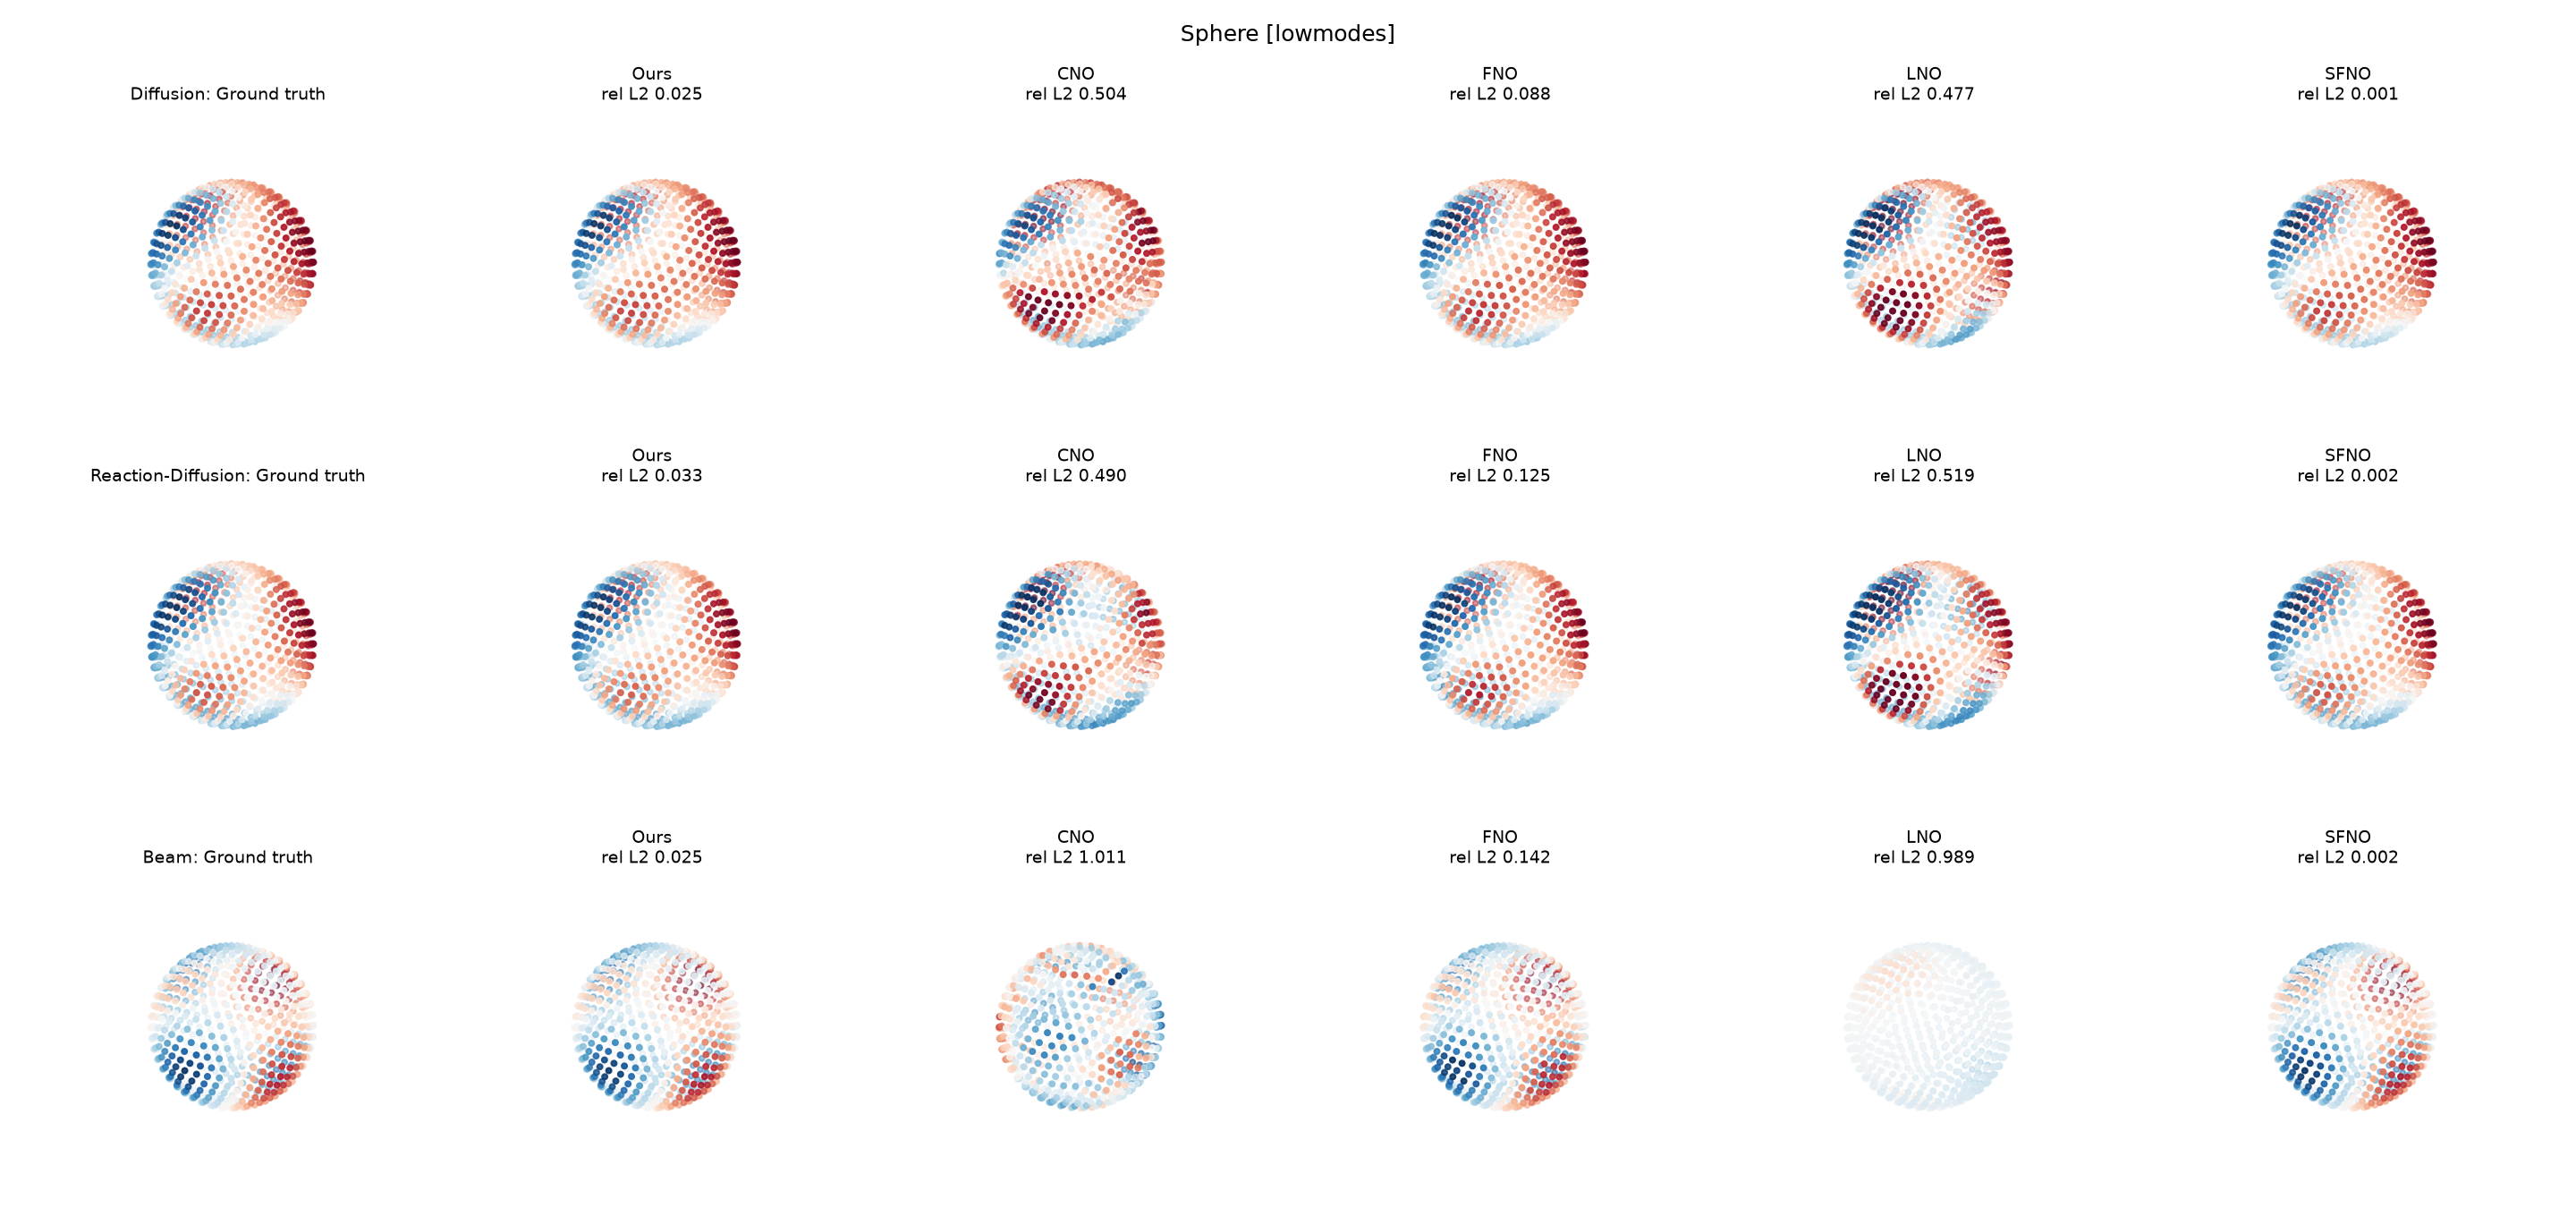 Sphere [lowmodes]
Diffusion: Ground truth
Ours
rel L2 0.025
CNO
rel L2 0.504
FNO
rel L2 0.088
LNO
rel L2 0.477
SFNO
rel L2 0.001
Reaction-Diffusion: Ground truth
Ours
rel L2 0.033
CNO
rel L2 0.490
FNO
rel L2 0.125
LNO
rel L2 0.519
SFNO
rel L2 0.002
Beam: Ground truth
Ours
rel L2 0.025
CNO
rel L2 1.011
FNO
rel L2 0.142
LNO
rel L2 0.989
SFNO
rel L2 0.002